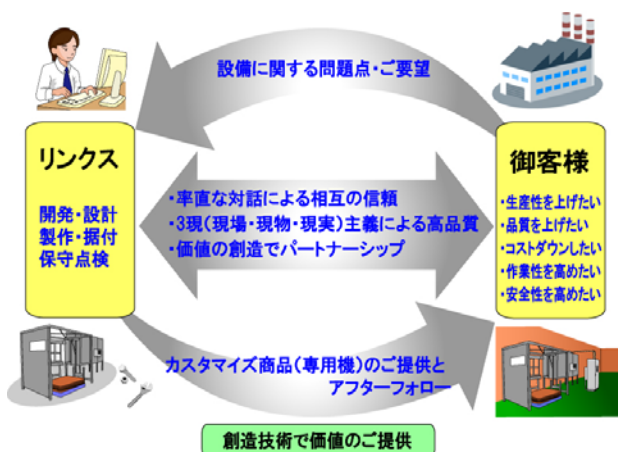 設備に関する問題点・ご要望
リンクス
開発・設計
製作・据付
保守点検
・率直な対話による相互の信頼
・3現(現場・現物・現実)主義による高品質
・価値の創造でパートナーシップ
御客様
・生産性を上げたい
・品質を上げたい
・コストダウンしたい
・作業性を高めたい
・安全性を高めたい
カスタマイズ商品(専用機)のご提供と
アフターフォロー
創造技術で価値のご提供